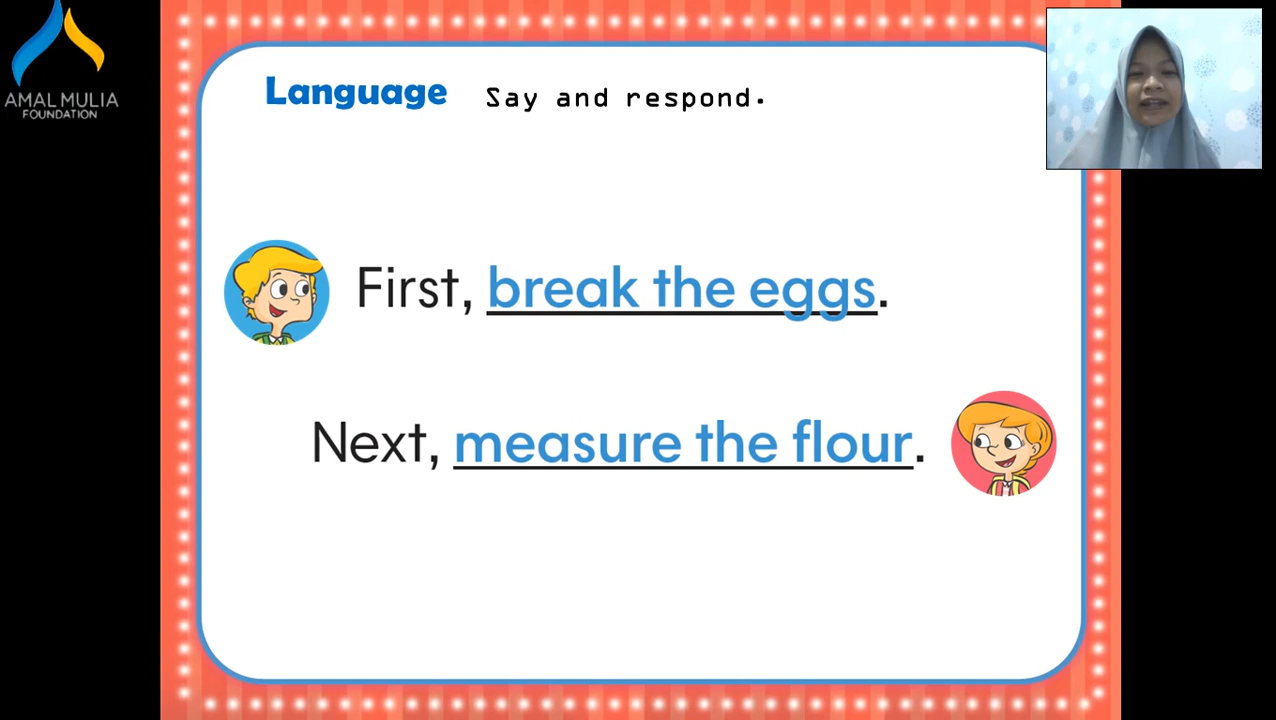 AMAL MULIA
FOUNDATION
Language Say and respond.
First, break the eggs.
Next, measure the flour.